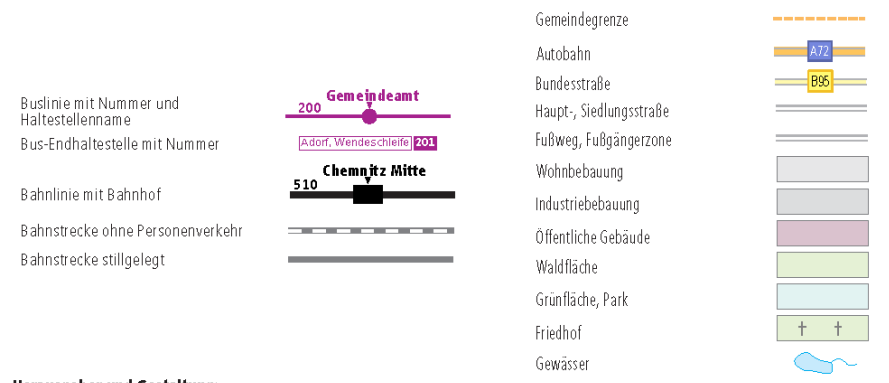 Buslinie mit Nummer und
Haltestellenname
200 Gemeindeamt
Bus-Endhaltestelle mit Nummer
Adorf, Wendeschleife 201
Bahnlinie mit Bahnhof
510 Chemnitz Mitte
Bahnstrecke ohne Personenverkehr
Bahnstrecke stillgelegt
Gemeindegrenze
Autobahn A72
Bundesstraße B95
Haupt-, Siedlungsstraße
Fußweg, Fußgängerzone
Wohnbebauung
Industriebebauung
Öffentliche Gebäude
Waldfläche
Grünfläche, Park
Friedhof
Gewässer